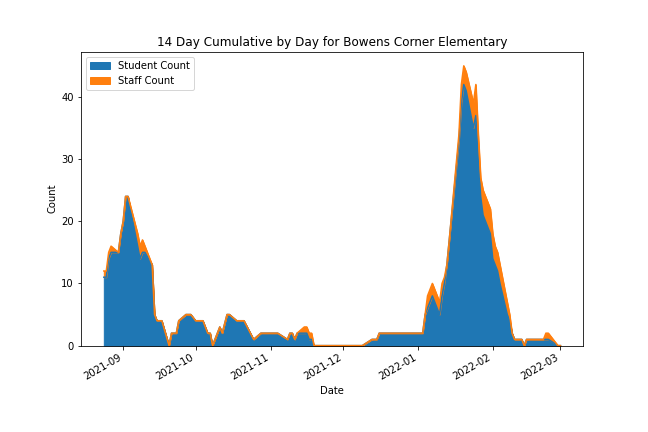 14 Day Cumulative by Day for Bowens Corner Elementary
Student Count
Staff Count
40
30
20
10
0
Count
2021-09
2021-10
2021-11
2021-12
2022-01
2022-02
2022-03
Date